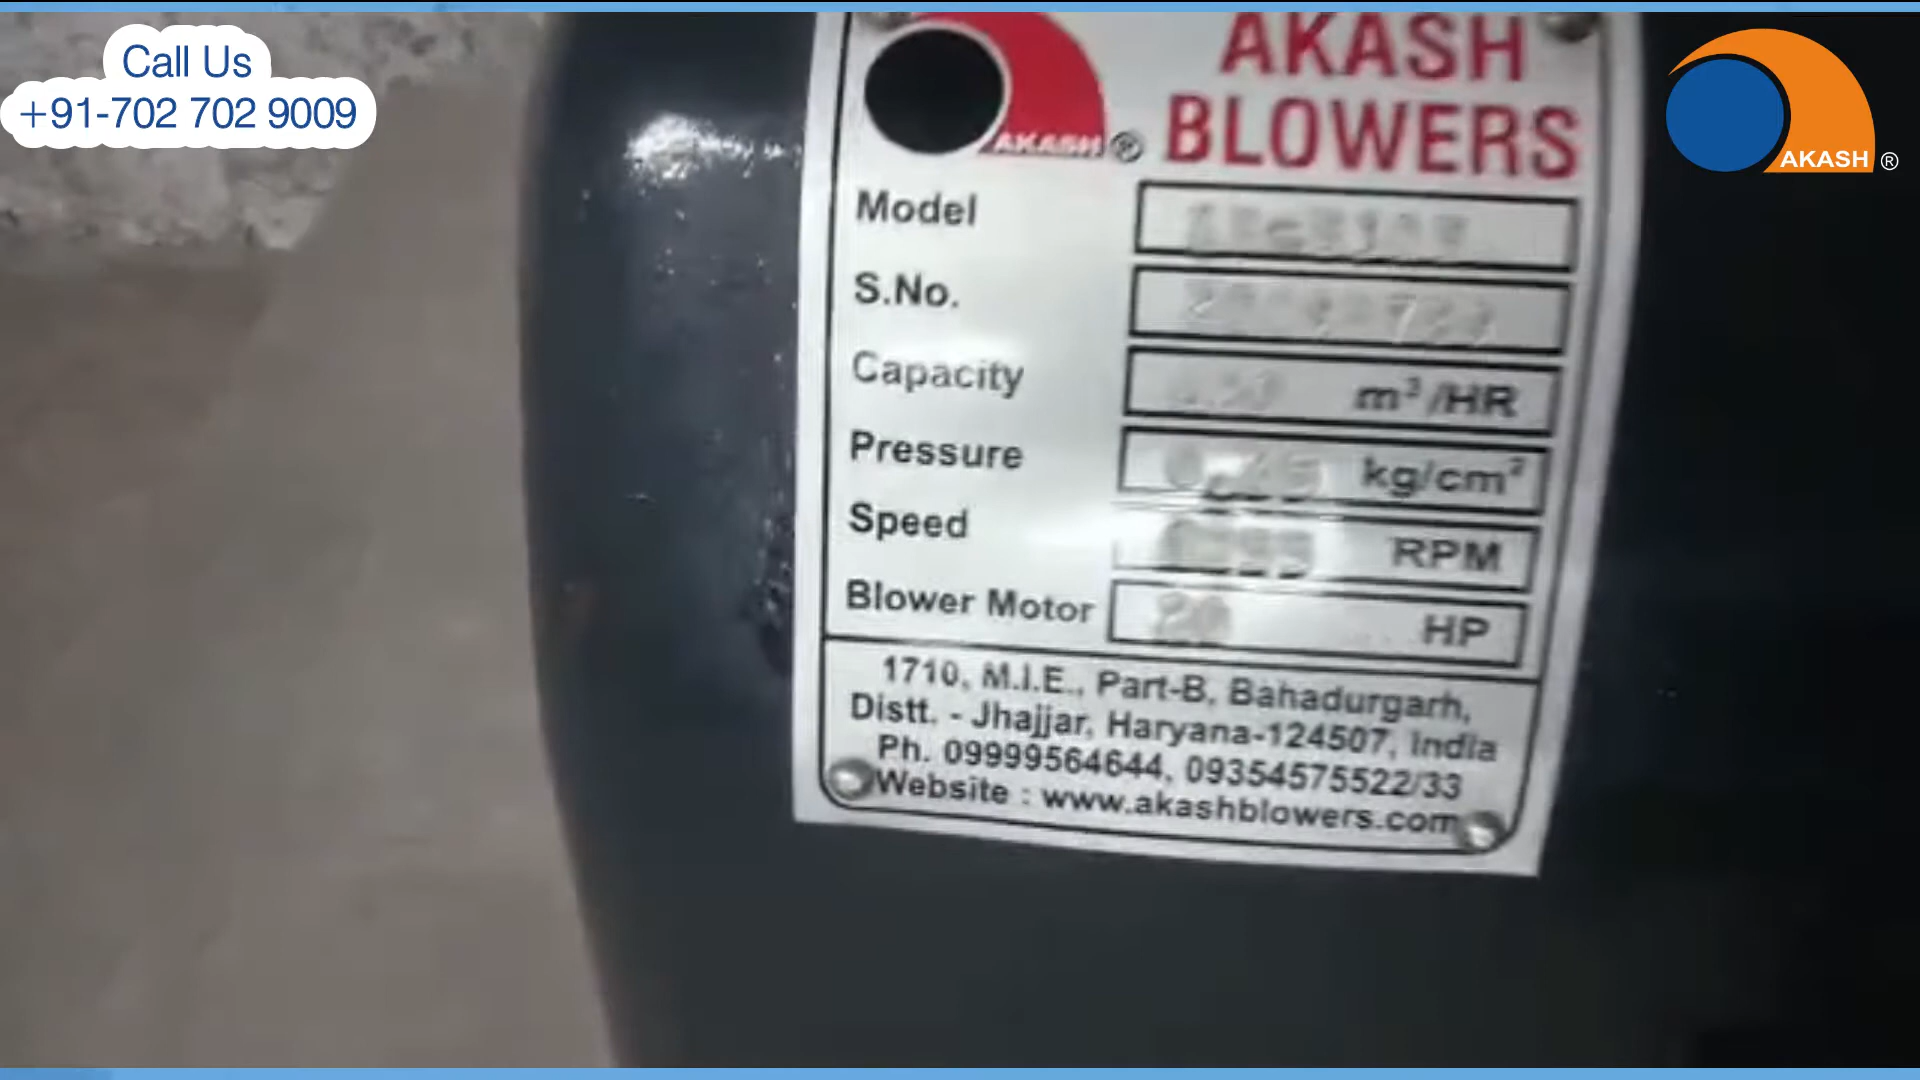 Call Us
+91-702 702 9009
AKASH ®
AKASH
BLOWERS
AKASH ®
Model
S.No.
Capacity m³/HR
Pressure kg/cm²
Speed RPM
Blower Motor 20 HP
1710, M.I.E., Part-B, Bahadurgarh,
Distt. - Jhajjar, Haryana-124507, India
Ph. 09999564644, 09354575522/33
Website : www.akashblowers.com